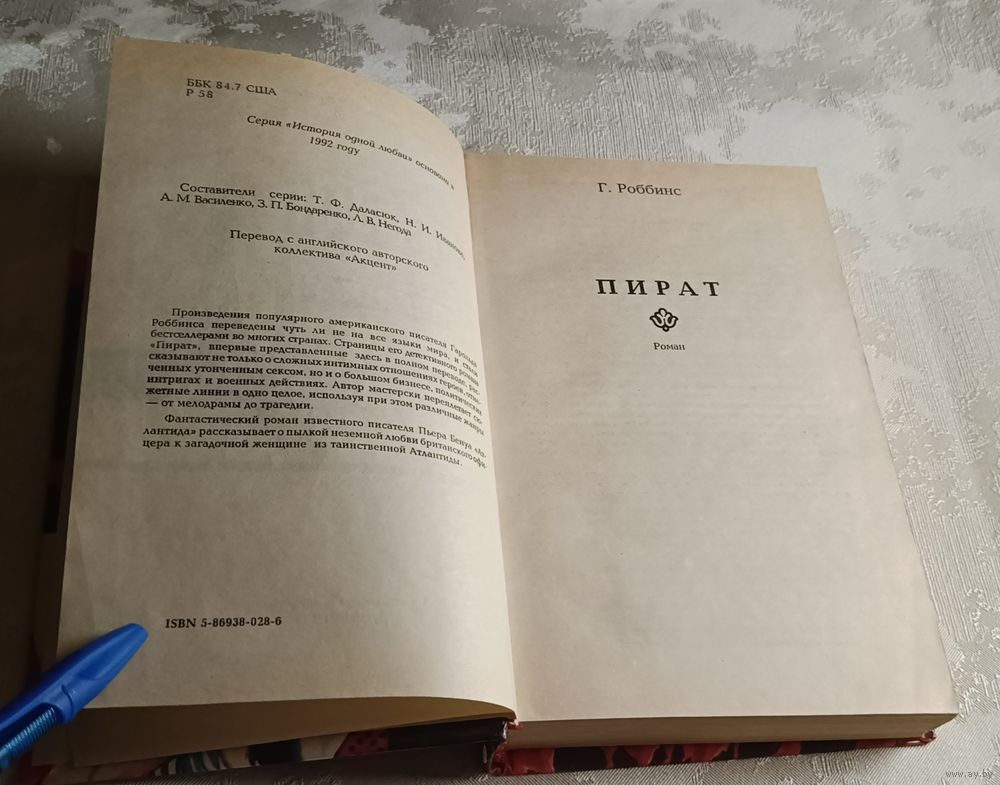 ББК 84.7 США
Р 58
Серия «История одной любви» основана в
1992 году
Составители серии: Т. Ф. Даласюк, Н. И. Иванова,
А. М. Василенко, З. П. Бондаренко, Л. В. Негода
Перевод с английского авторского
коллектива «Акцент»
Произведения популярного американского писателя Гарольда
Роббинса переведены чуть ли не на все языки мира, и стали
бестселлерами во многих странах. Страницы его детективного романа
«Пират», впервые представленные здесь в полном переводе, рас-
сказывают не только о сложных интимных отношениях героев, отме-
ченных утонченным сексом, но и о большом бизнесе, политических
интригах и военных действиях. Автор мастерски переплетает сю-
жетные линии в одно целое, используя при этом различные жанры
— от мелодрамы до трагедии.
Фантастический роман известного писателя Пьера Бенуа «Ат-
лантида» рассказывает о пылкой неземной любви британского офи-
цера к загадочной женщине из таинственной Атлантиды.
ISBN 5-86938-028-6
Г. Роббинс
ПИРАТ
Роман
www.ay.by